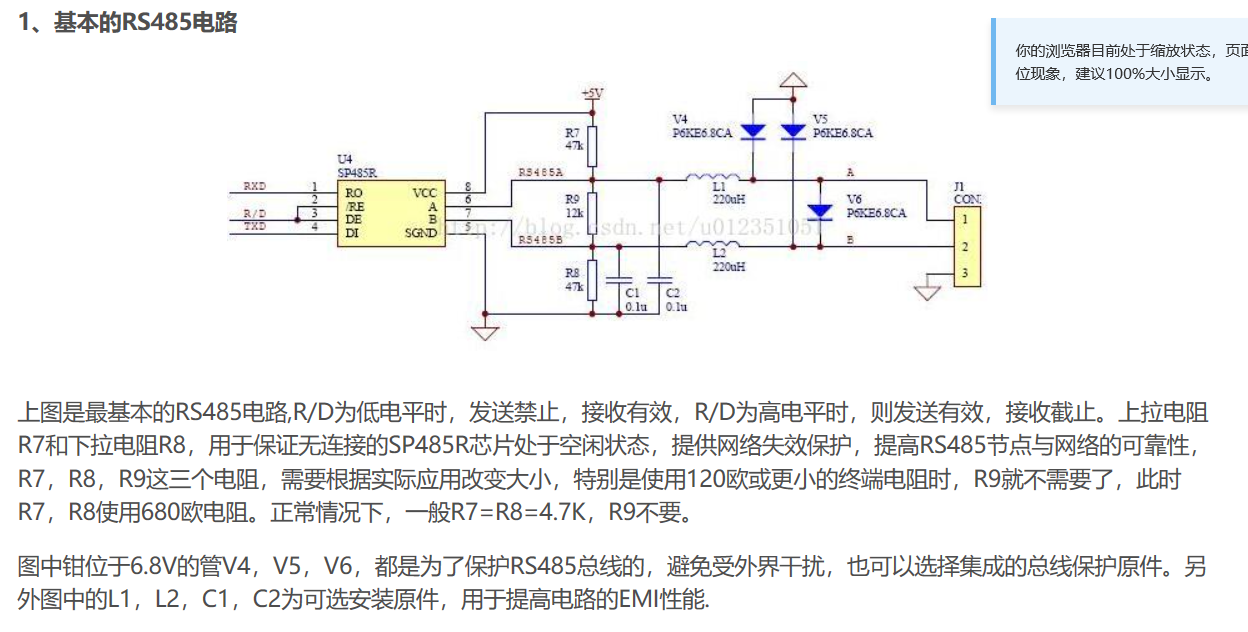 1、基本的RS485电路
你的浏览器目前处于缩放状态，页面
位现象，建议100%大小显示。
+5V
V4
P6KE6.8CA
V5
P6KE6.8CA
R7
47k
U4
SP485R
RXD
1
RO
VCC
8
RS485A
A
2
/RE
A
6
L1
220uH
J1
CON
R/D
3
DE
B
7
R9
12k
V6
P6KE6.8CA
1
TXD
4
DI
SGND
5
http://blog.csdn.net/u012351051
RS485B
B
2
L2
220uH
R8
47k
C1
0.1u
C2
0.1u
3
上图是最基本的RS485电路,R/D为低电平时，发送禁止，接收有效，R/D为高电平时，则发送有效，接收截止。上拉电阻
R7和下拉电阻R8，用于保证无连接的SP485R芯片处于空闲状态，提供网络失效保护，提高RS485节点与网络的可靠性，
R7，R8，R9这三个电阻，需要根据实际应用改变大小，特别是使用120欧或更小的终端电阻时，R9就不需要了，此时
R7，R8使用680欧电阻。正常情况下，一般R7=R8=4.7K，R9不要。
图中钳位于6.8V的管V4，V5，V6，都是为了保护RS485总线的，避免受外界干扰，也可以选择集成的总线保护原件。另
外图中的L1，L2，C1，C2为可选安装原件，用于提高电路的EMI性能.